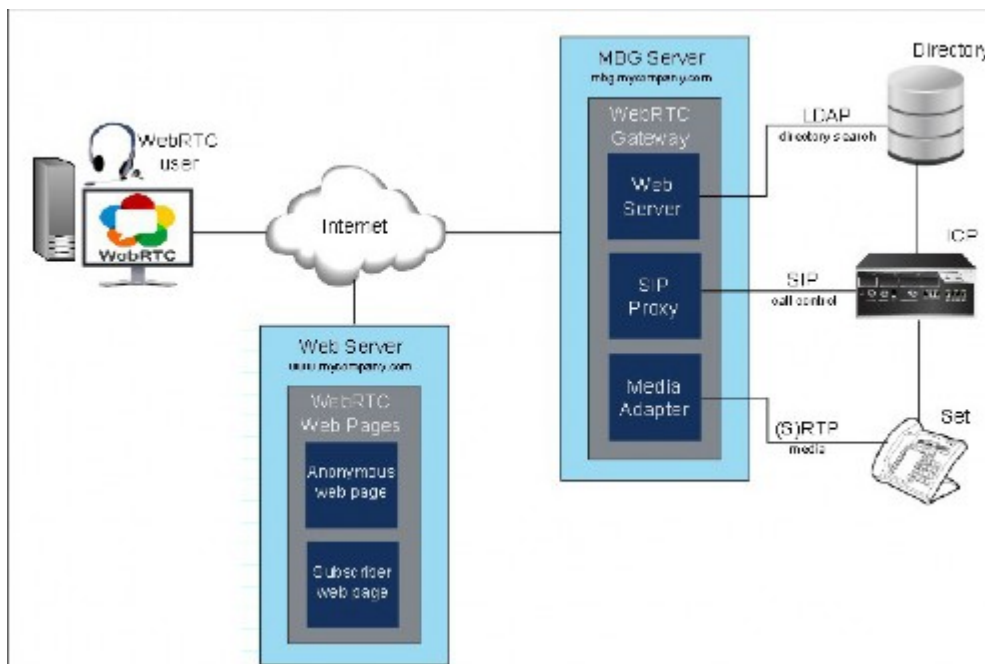 WebRTC
user
WebRTC
Internet
Web Server
www.mycompany.com
WebRTC
Web Pages
Anonymous
web page
Subscriber
web page
MBG Server
mbg.mycompany.com
WebRTC
Gateway
Web
Server
SIP
Proxy
Media
Adapter
LDAP
directory search
SIP
call control
(S)RTP
media
Directory
ICP
Set